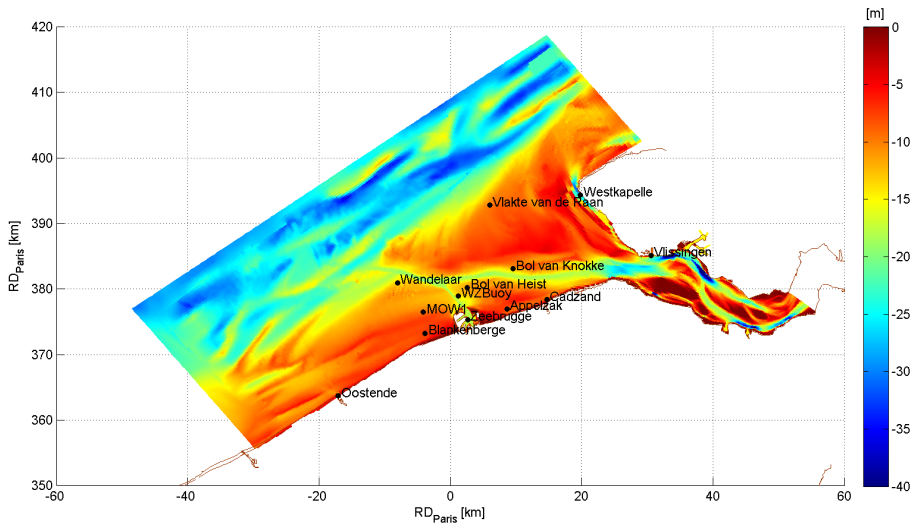 [m]
420
410
400
390
380
370
360
350
RD_Paris [km]
Westkapelle
Vlakte van de Raan
Vlissingen
Bol van Knokke
Wandelaar
Bol van Heist
WZBuoy
Cadzand
Appelzak
MOW1
Zeebrugge
Blankenberge
Oostende
-60
-40
-20
0
20
40
60
RD_Paris [km]
0
-5
-10
-15
-20
-25
-30
-35
-40